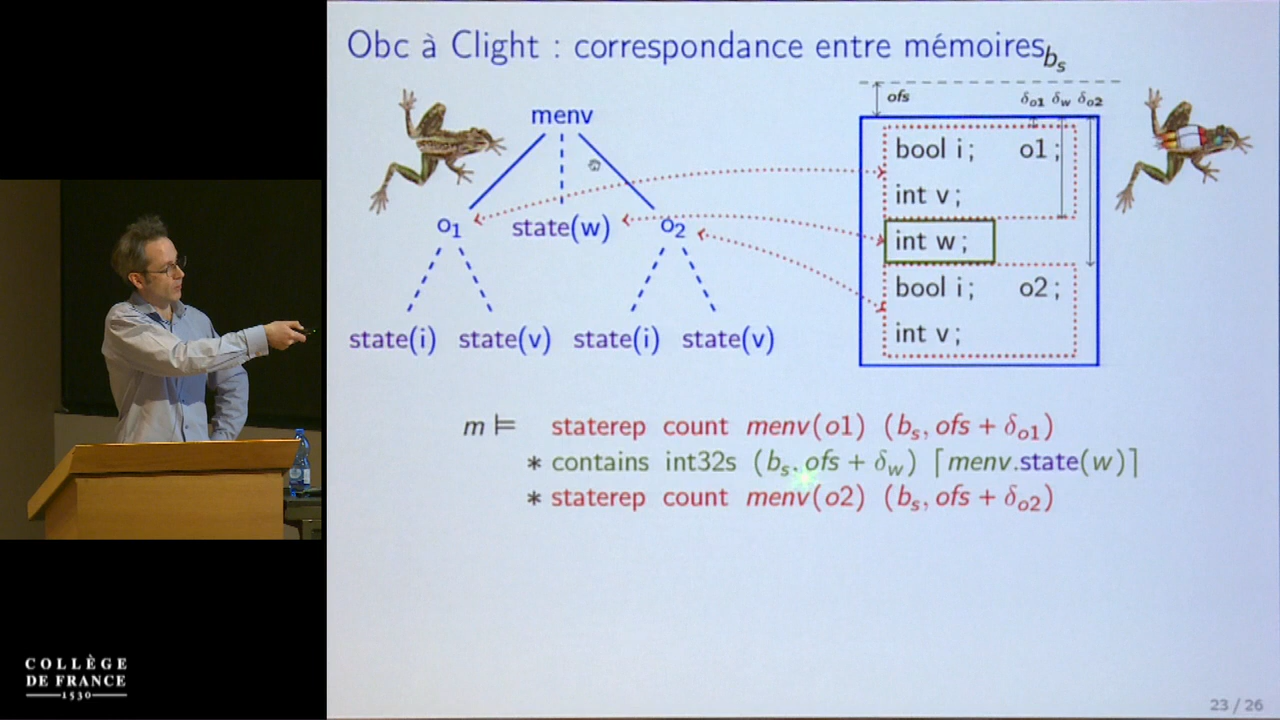 Obc à Clight : correspondance entre mémoires
b_s
ofs δ_o1 δ_w δ_o2
menv
o₁ state(w) o₂
state(i) state(v) state(i) state(v)
bool i; o1;
int v;
int w;
bool i; o2;
int v;
m ⊨ staterep count menv(o1) (b_s, ofs + δ_o1)
* contains int32s (b_s, ofs + δ_w) ⌈menv.state(w)⌉
* staterep count menv(o2) (b_s, ofs + δ_o2)
COLLÈGE
DE FRANCE
1530
23 / 26